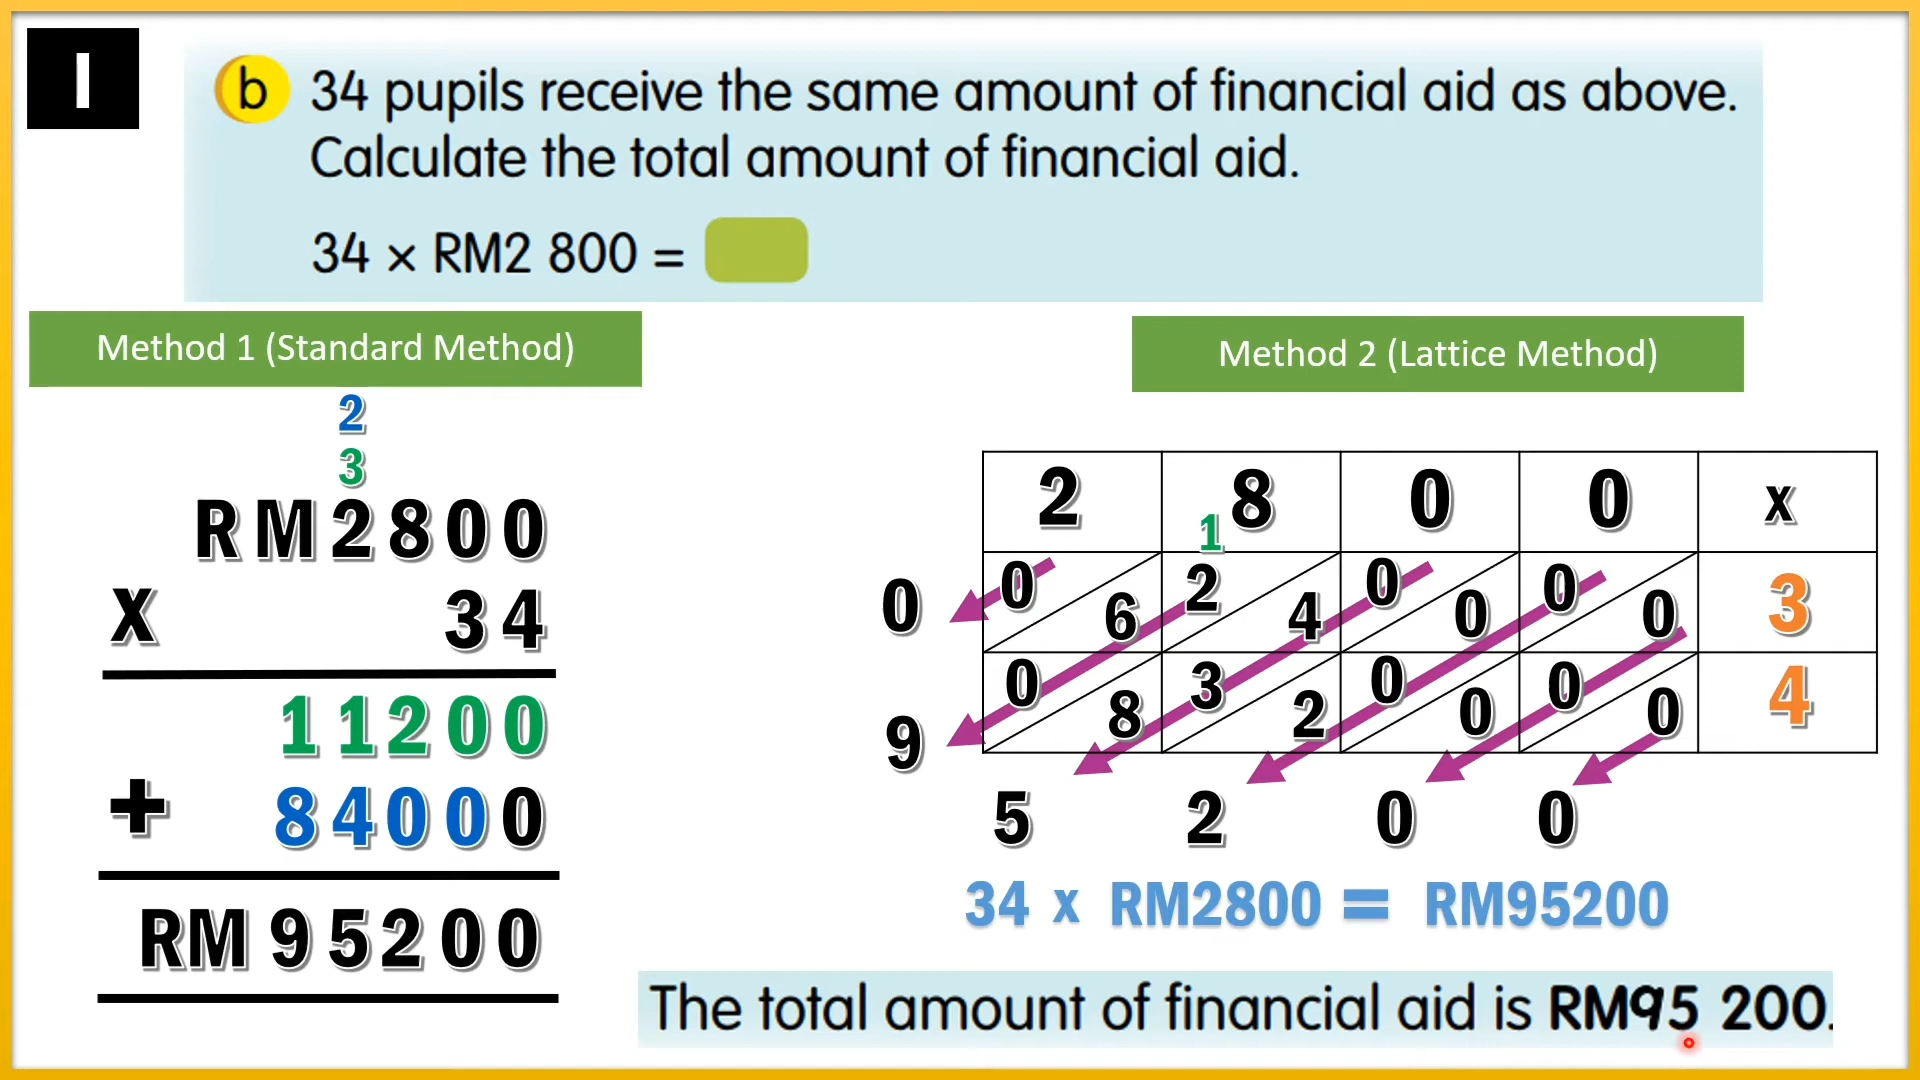 I
b 34 pupils receive the same amount of financial aid as above.
Calculate the total amount of financial aid.
34 × RM2 800 =
Method 1 (Standard Method)
2
3
RM2800
x 34
11200
+ 84000
RM 95200
Method 2 (Lattice Method)
2 8 0 0 x
1
0 0 6 2 4 0 0 0 0 3
9 0 8 3 2 0 0 0 0 4
5 2 0 0
34 x RM2800 = RM95200
The total amount of financial aid is RM95 200.